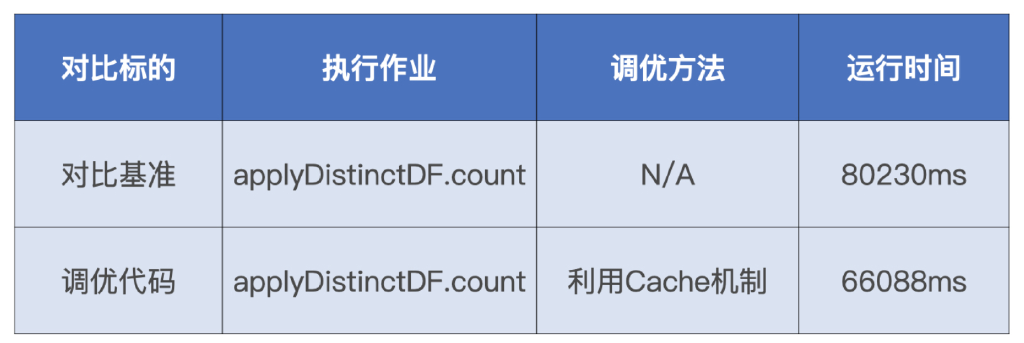 对比标的 执行作业 调优方法 运行时间
对比基准 applyDistinctDF.count N/A 80230ms
调优代码 applyDistinctDF.count 利用Cache机制 66088ms